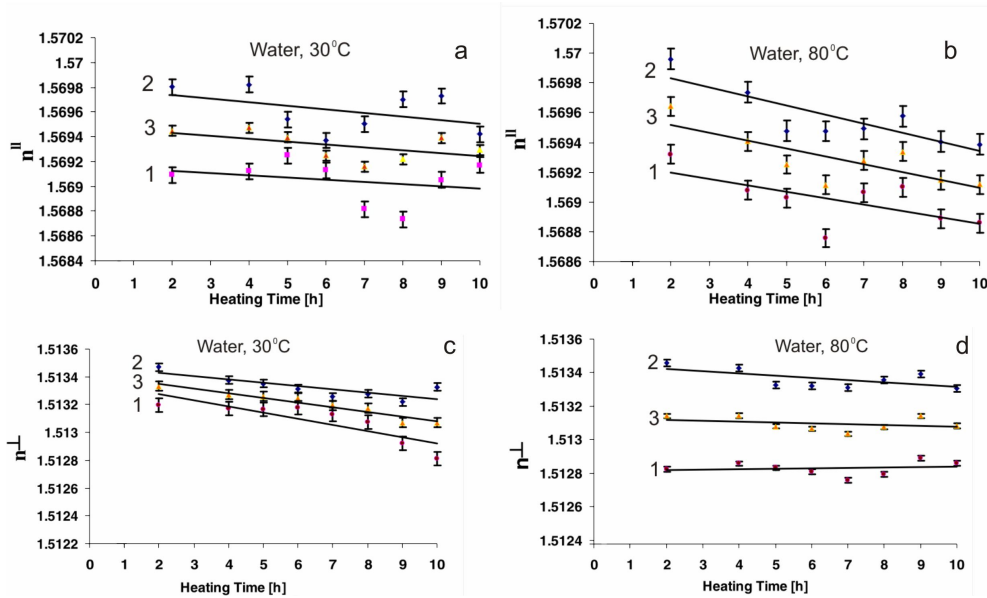 a
Water, 30°C
1.5702
1.57
1.5698
1.5696
1.5694
1.5692
1.569
1.5688
1.5686
1.5684
n||
2
3
1
0 1 2 3 4 5 6 7 8 9 10
Heating Time [h]
b
Water, 80°C
1.5702
1.57
1.5698
1.5696
1.5694
1.5692
1.569
1.5688
1.5686
n||
2
3
1
0 1 2 3 4 5 6 7 8 9 10
Heating Time [h]
c
Water, 30°C
1.5136
1.5134
1.5132
1.513
1.5128
1.5126
1.5124
1.5122
n⊥
2
3
1
0 1 2 3 4 5 6 7 8 9 10
Heating Time [h]
d
Water, 80°C
1.5136
1.5134
1.5132
1.513
1.5128
1.5126
1.5124
n⊥
2
3
1
0 1 2 3 4 5 6 7 8 9 10
Heating Time [h]